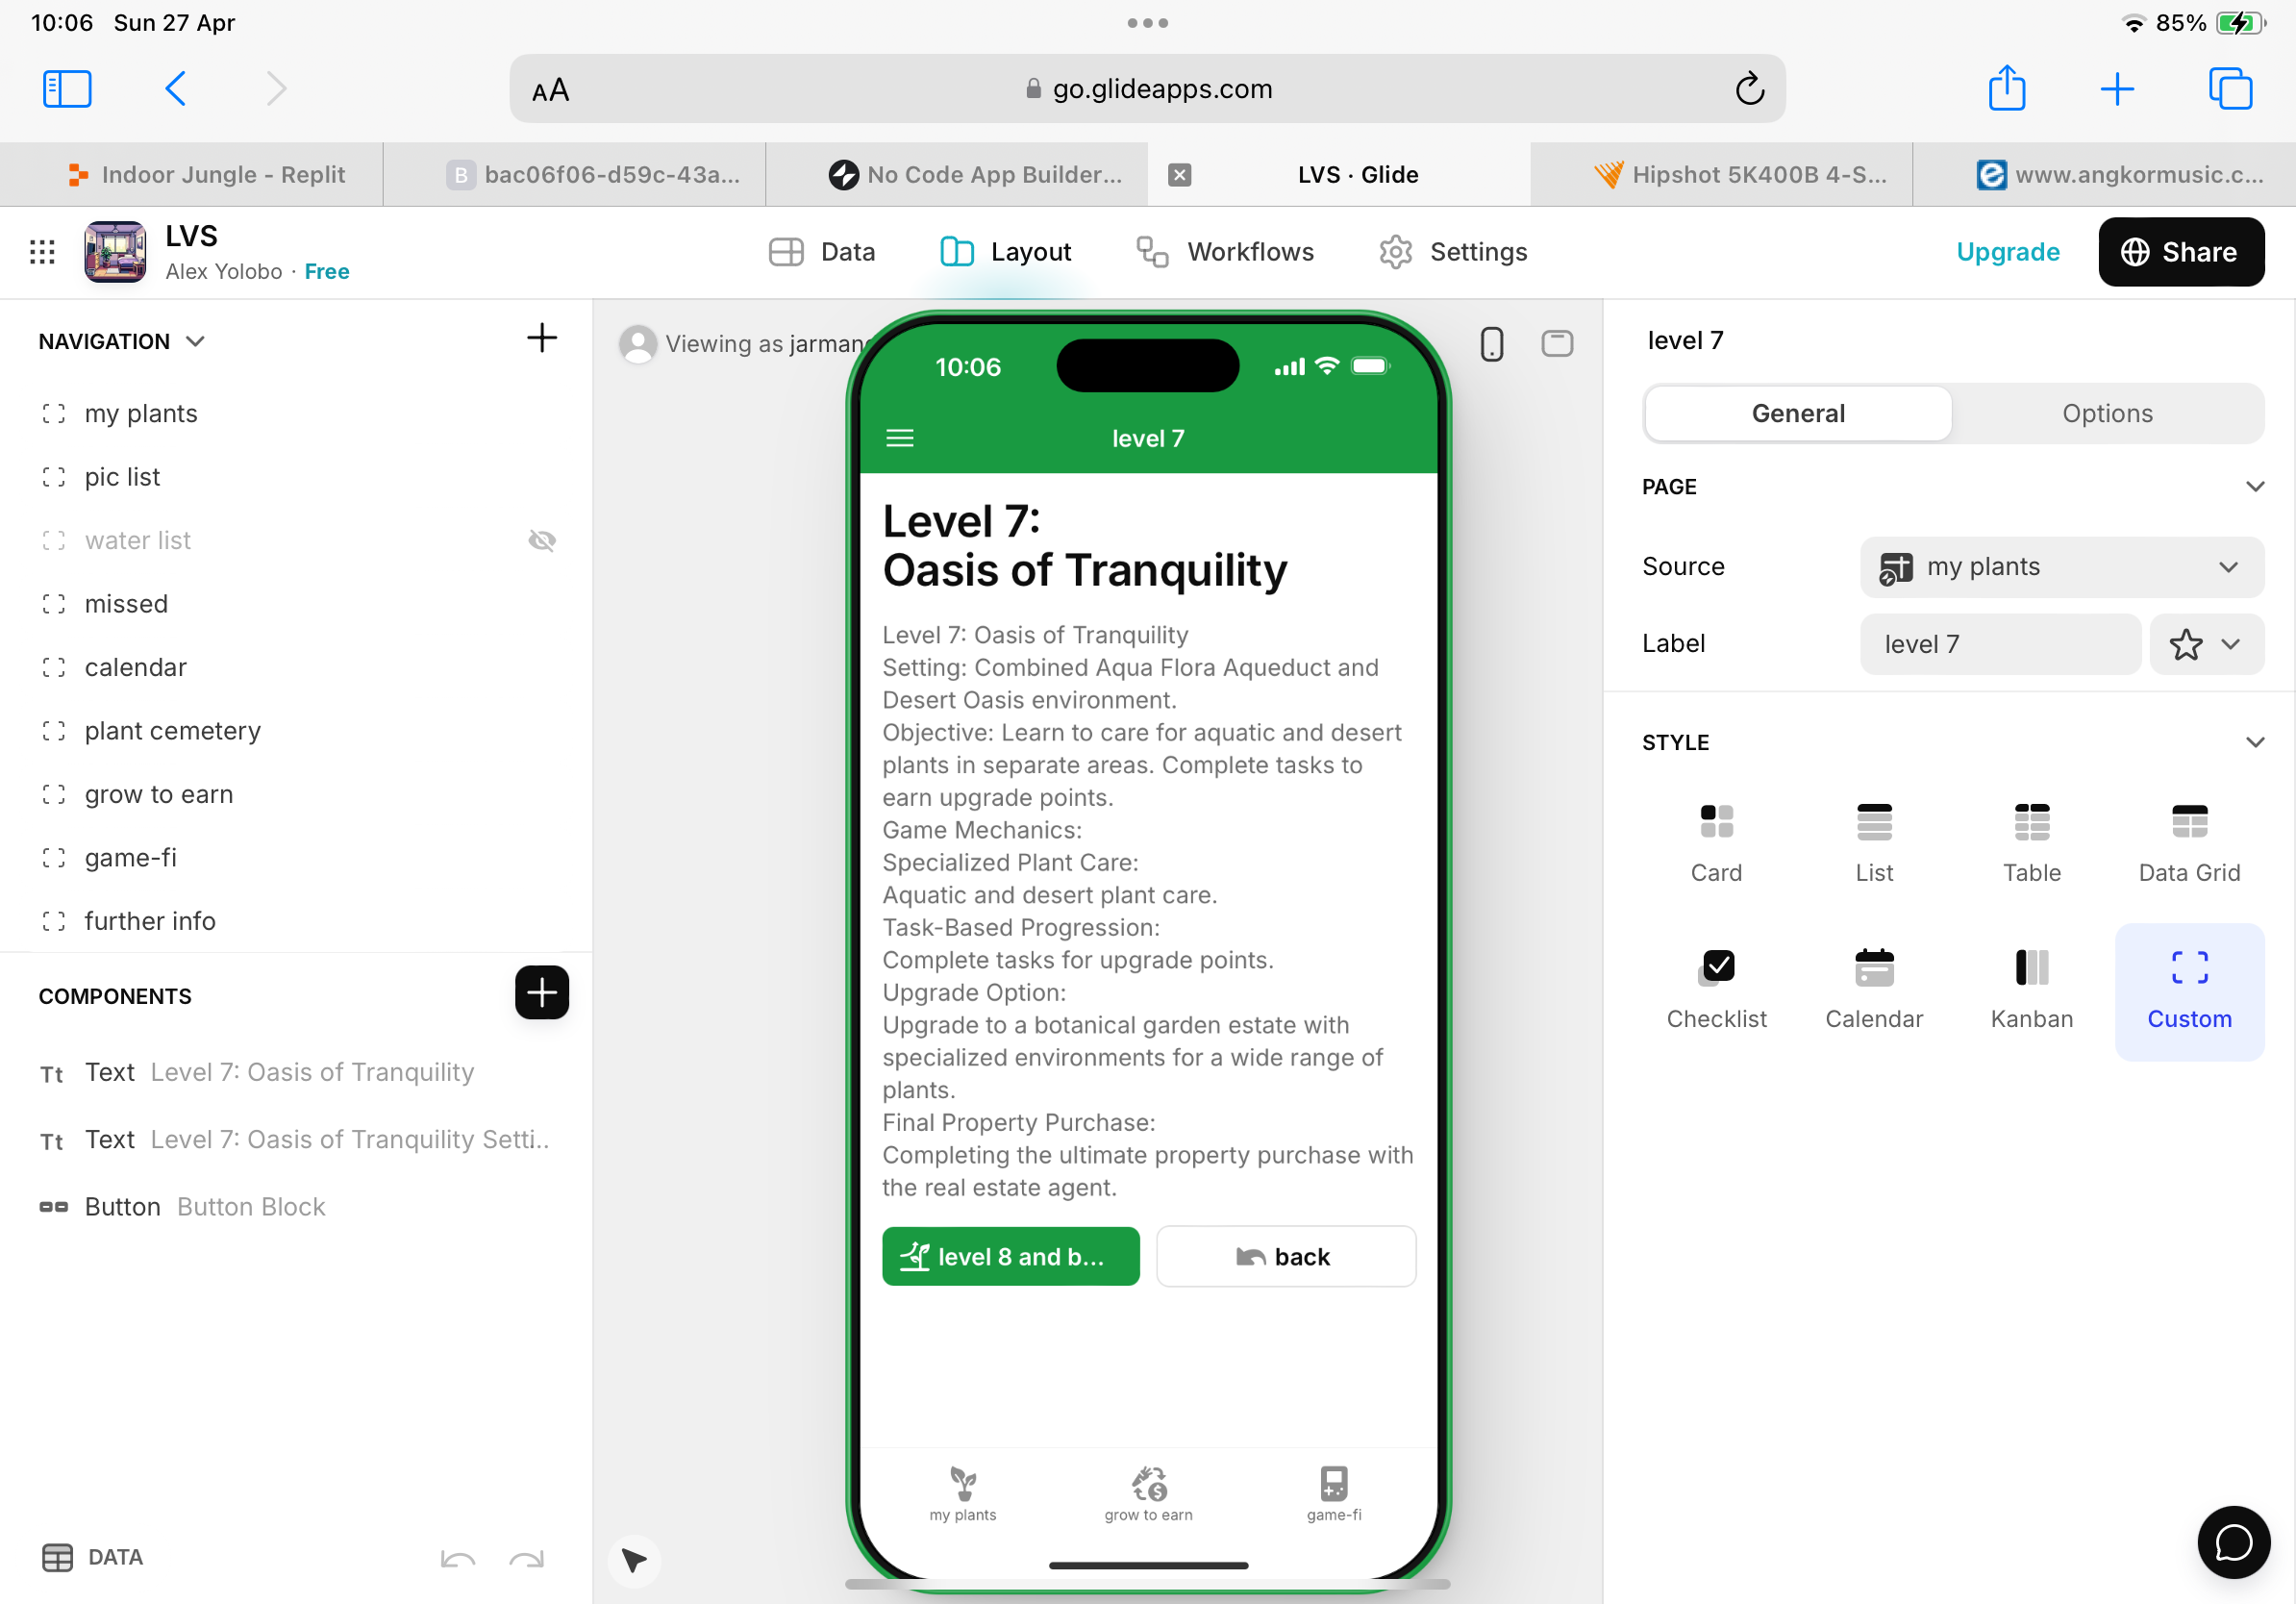 10:06 Sun 27 Apr
85%
AA
go.glideapps.com
Indoor Jungle - Replit
bac06f06-d59c-43a...
No Code App Builder...
LVS · Glide
Hipshot 5K400B 4-S...
www.angkormusic.c...
LVS
Alex Yolobo · Free
Data
Layout
Workflows
Settings
Upgrade
Share
NAVIGATION
my plants
pic list
water list
missed
calendar
plant cemetery
grow to earn
game-fi
further info
COMPONENTS
Tt Text Level 7: Oasis of Tranquility
Tt Text Level 7: Oasis of Tranquility Setti..
Button Button Block
DATA
Viewing as jarman
10:06
level 7
Level 7:
Oasis of Tranquility
Level 7: Oasis of Tranquility
Setting: Combined Aqua Flora Aqueduct and
Desert Oasis environment.
Objective: Learn to care for aquatic and desert
plants in separate areas. Complete tasks to
earn upgrade points.
Game Mechanics:
Specialized Plant Care:
Aquatic and desert plant care.
Task-Based Progression:
Complete tasks for upgrade points.
Upgrade Option:
Upgrade to a botanical garden estate with
specialized environments for a wide range of
plants.
Final Property Purchase:
Completing the ultimate property purchase with
the real estate agent.
level 8 and b...
back
my plants
grow to earn
game-fi
level 7
General
Options
PAGE
Source
my plants
Label
level 7
STYLE
Card
List
Table
Data Grid
Checklist
Calendar
Kanban
Custom